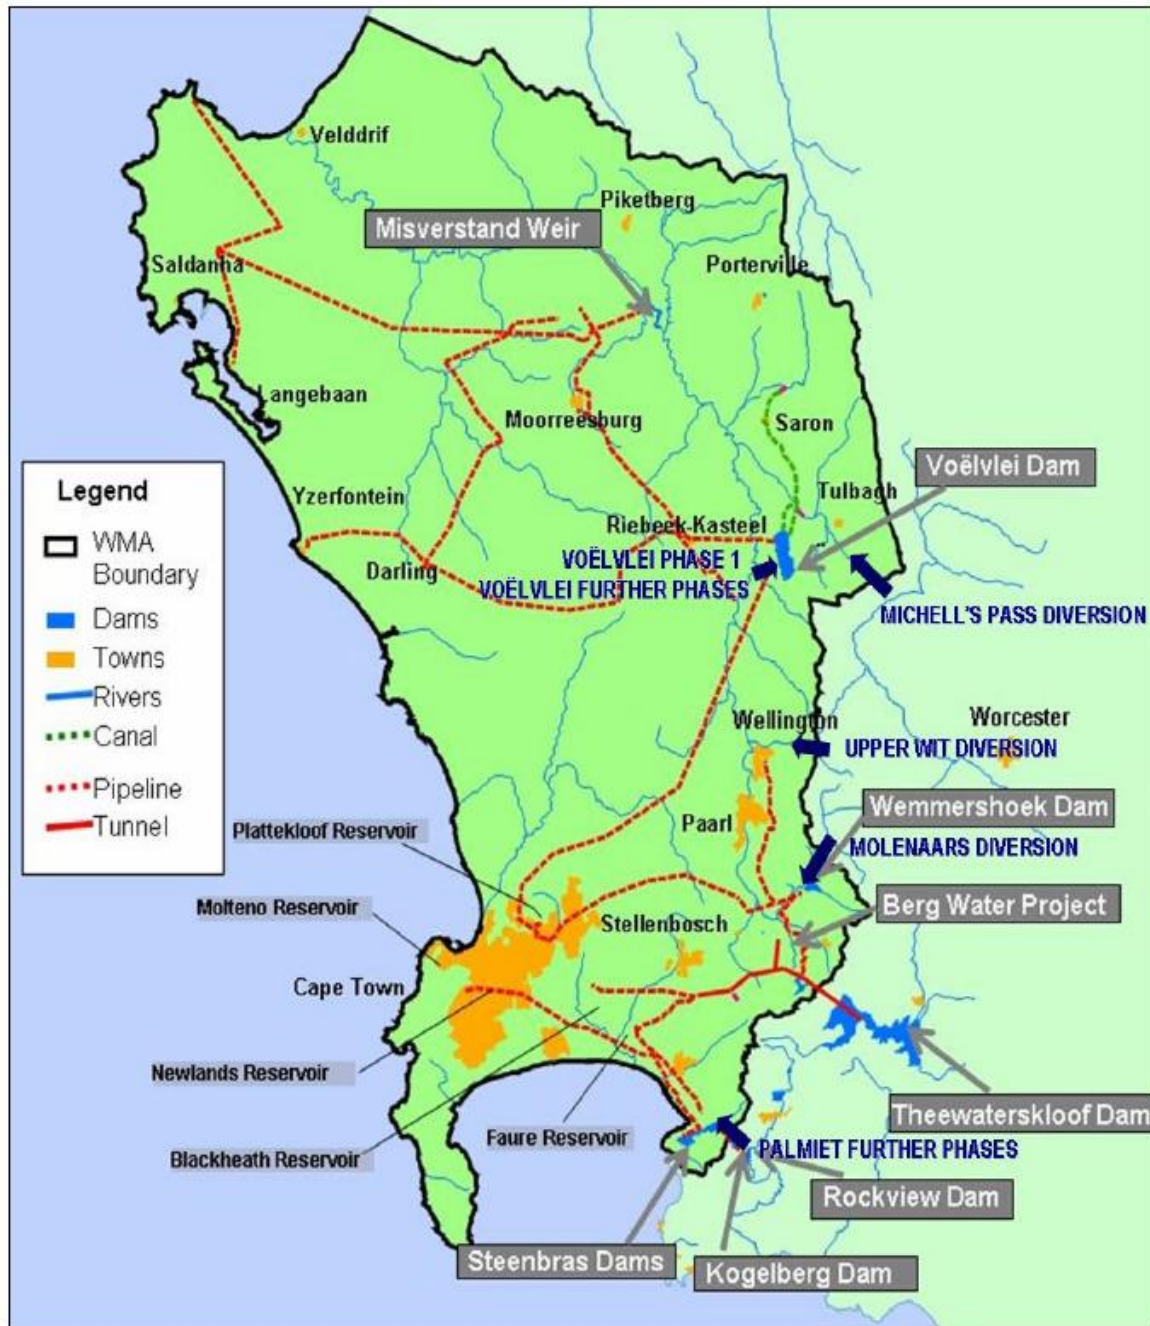 Velddrif
Piketberg
Misverstand Weir
Saldanha
Porterville
Langebaan
Moorreesburg
Saron
Voëlvlei Dam
Legend
WMA
Boundary
Dams
Towns
Rivers
Canal
Pipeline
Tunnel
Yzerfontein
Tulbagh
Riebeek-Kasteel
Darling
VOËLVLEI PHASE 1
VOËLVLEI FURTHER PHASES
MICHELL'S PASS DIVERSION
Wellington
Worcester
UPPER WIT DIVERSION
Wemmershoek Dam
Plattekloof Reservoir
Paarl
MOLENAARS DIVERSION
Molteno Reservoir
Berg Water Project
Stellenbosch
Cape Town
Newlands Reservoir
Theewaterskloof Dam
Faure Reservoir
Blackheath Reservoir
PALMIET FURTHER PHASES
Rockview Dam
Steenbras Dams
Kogelberg Dam